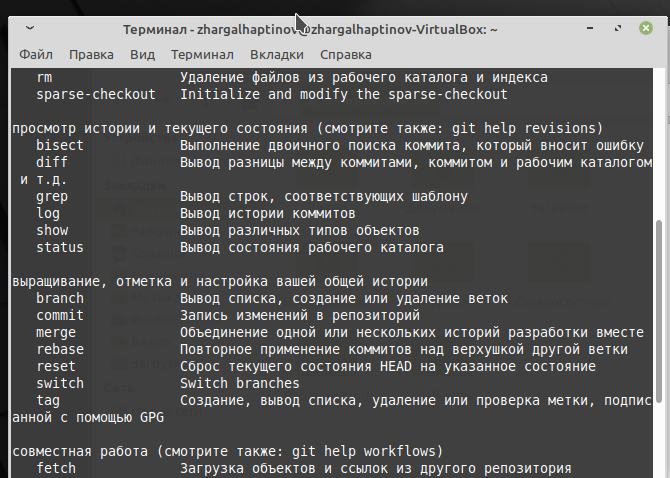 Терминал - zhargalhaptinov@zhargalhaptinov-VirtualBox: ~
Файл Правка Вид Терминал Вкладки Справка
rm Удаление файлов из рабочего каталога и индекса
sparse-checkout Initialize and modify the sparse-checkout
просмотр истории и текущего состояния (смотрите также: git help revisions)
bisect Выполнение двоичного поиска коммита, который вносит ошибку
diff Вывод разницы между коммитами, коммитом и рабочим каталогом
и т.д.
grep Вывод строк, соответствующих шаблону
log Вывод истории коммитов
show Вывод различных типов объектов
status Вывод состояния рабочего каталога
выращивание, отметка и настройка вашей общей истории
branch Вывод списка, создание или удаление веток
commit Запись изменений в репозиторий
merge Объединение одной или нескольких историй разработки вместе
rebase Повторное применение коммитов над верхушкой другой ветки
reset Сброс текущего состояния HEAD на указанное состояние
switch Switch branches
tag Создание, вывод списка, удаление или проверка метки, подпис
анной с помощью GPG
совместная работа (смотрите также: git help workflows)
fetch Загрузка объектов и ссылок из другого репозитория